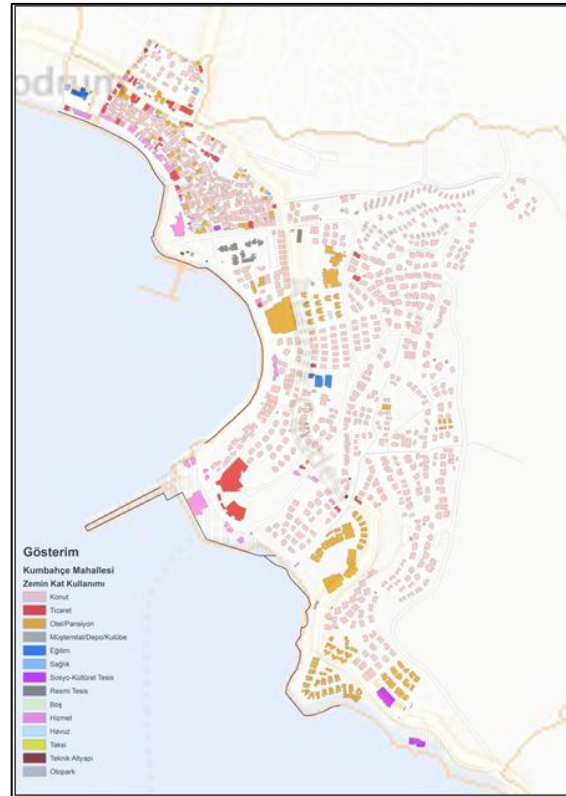 odrum
Gösterim
Kumbahçe Mahallesi
Zemin Kat Kullanımı
Konut
Ticaret
Otel/Pansiyon
Müştemilat/Depo/Kulübe
Eğitim
Sağlık
Sosyo-Kültürel Tesis
Resmi Tesis
Boş
Hizmet
Havuz
Taksi
Teknik Altyapı
Otopark